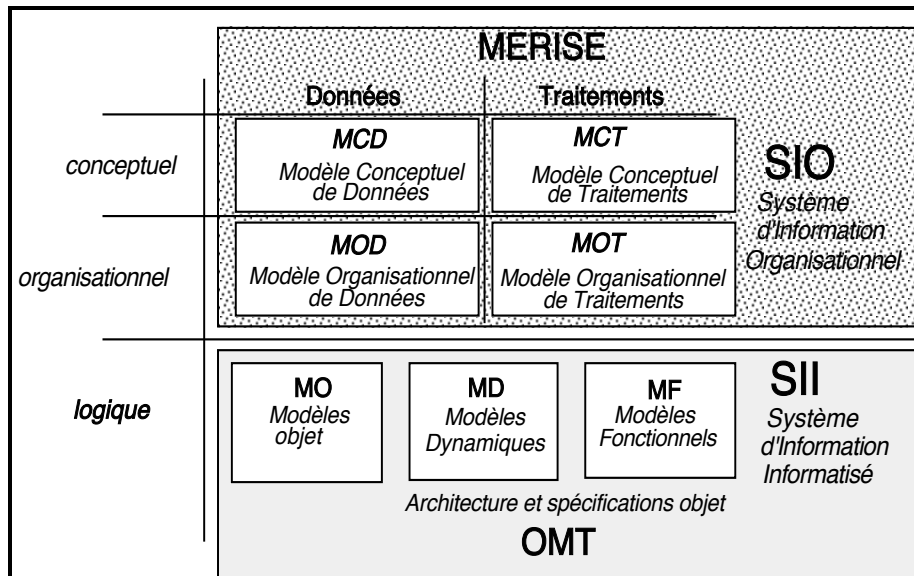 MERISE
Données
Traitements
conceptuel
MCD
Modèle Conceptuel
de Données
MCT
Modèle Conceptuel
de Traitements
SIO
Système
d'Information
Organisationnel
organisationnel
MOD
Modèle Organisationnel
de Données
MOT
Modèle Organisationnel
de Traitements
logique
MO
Modèles
objet
MD
Modèles
Dynamiques
MF
Modèles
Fonctionnels
SII
Système
d'Information
Informatisé
Architecture et spécifications objet
OMT